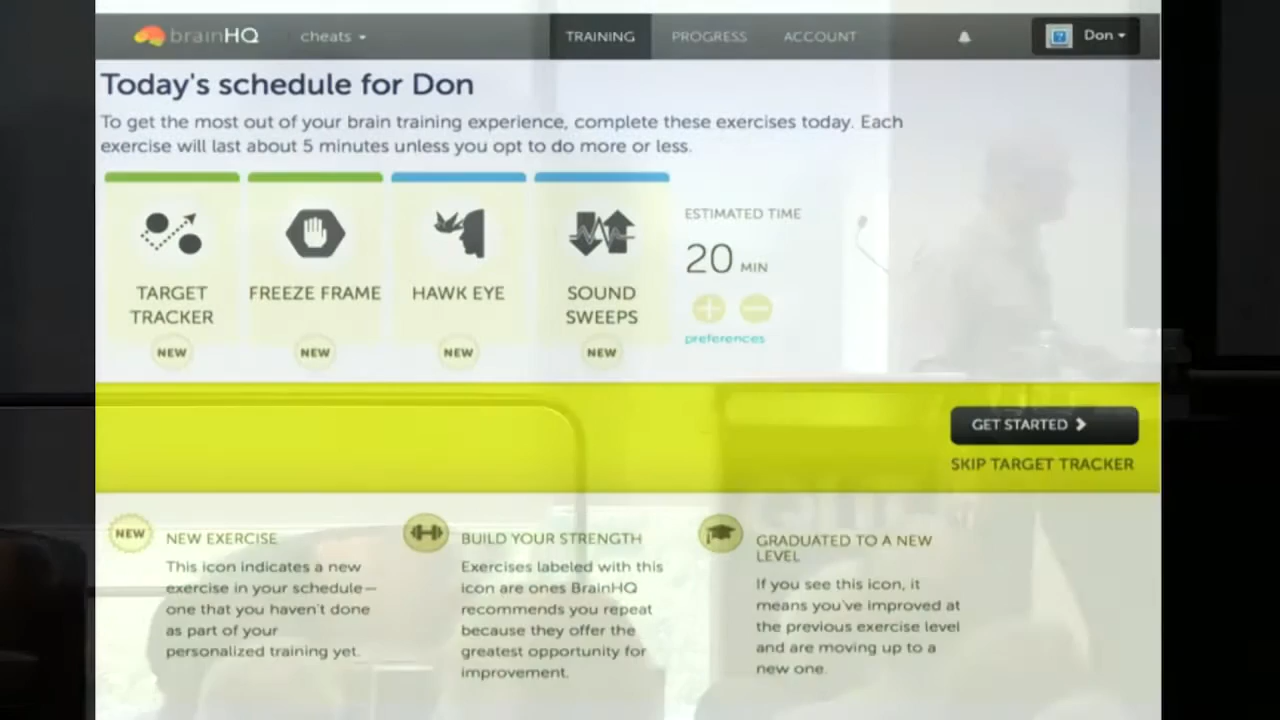 brainHQ cheats TRAINING PROGRESS ACCOUNT Don
Today's schedule for Don
To get the most out of your brain training experience, complete these exercises today. Each
exercise will last about 5 minutes unless you opt to do more or less.
TARGET
TRACKER
NEW
FREEZE FRAME
NEW
HAWK EYE
NEW
SOUND
SWEEPS
NEW
ESTIMATED TIME
20 MIN
preferences
GET STARTED
SKIP TARGET TRACKER
NEW
NEW EXERCISE
This icon indicates a new
exercise in your schedule—
one that you haven't done
as part of your
personalized training yet.
BUILD YOUR STRENGTH
Exercises labeled with this
icon are ones BrainHQ
recommends you repeat
because they offer the
greatest opportunity for
improvement.
GRADUATED TO A NEW
LEVEL
If you see this icon, it
means you've improved at
the previous exercise level
and are moving up to a
new one.